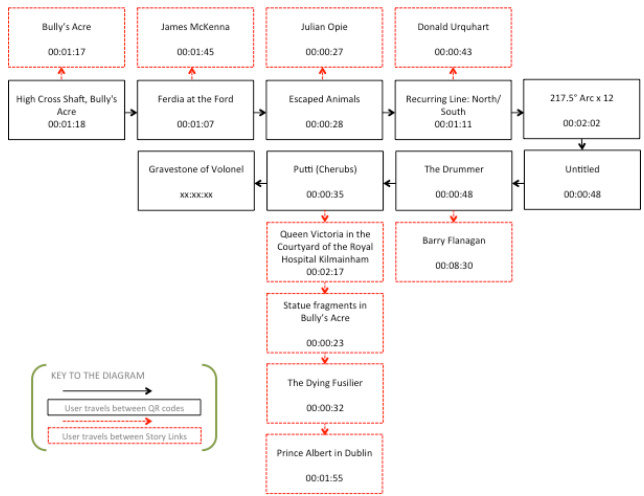 Bully's Acre
00:01:17
James McKenna
00:01:45
Julian Opie
00:00:27
Donald Urquhart
00:00:43
High Cross Shaft, Bully's
Acre
00:01:18
Ferdia at the Ford
00:01:07
Escaped Animals
00:00:28
Recurring Line: North/
South
00:01:11
217.5° Arc x 12
00:02:02
Gravestone of Volonel
xx:xx:xx
Putti (Cherubs)
00:00:35
The Drummer
00:00:48
Untitled
00:00:48
Queen Victoria in the
Courtyard of the Royal
Hospital Kilmainham
00:02:17
Barry Flanagan
00:08:30
Statue fragments in
Bully's Acre
00:00:23
The Dying Fusilier
00:00:32
Prince Albert in Dublin
00:01:55
KEY TO THE DIAGRAM
User travels between QR codes
User travels between Story Links